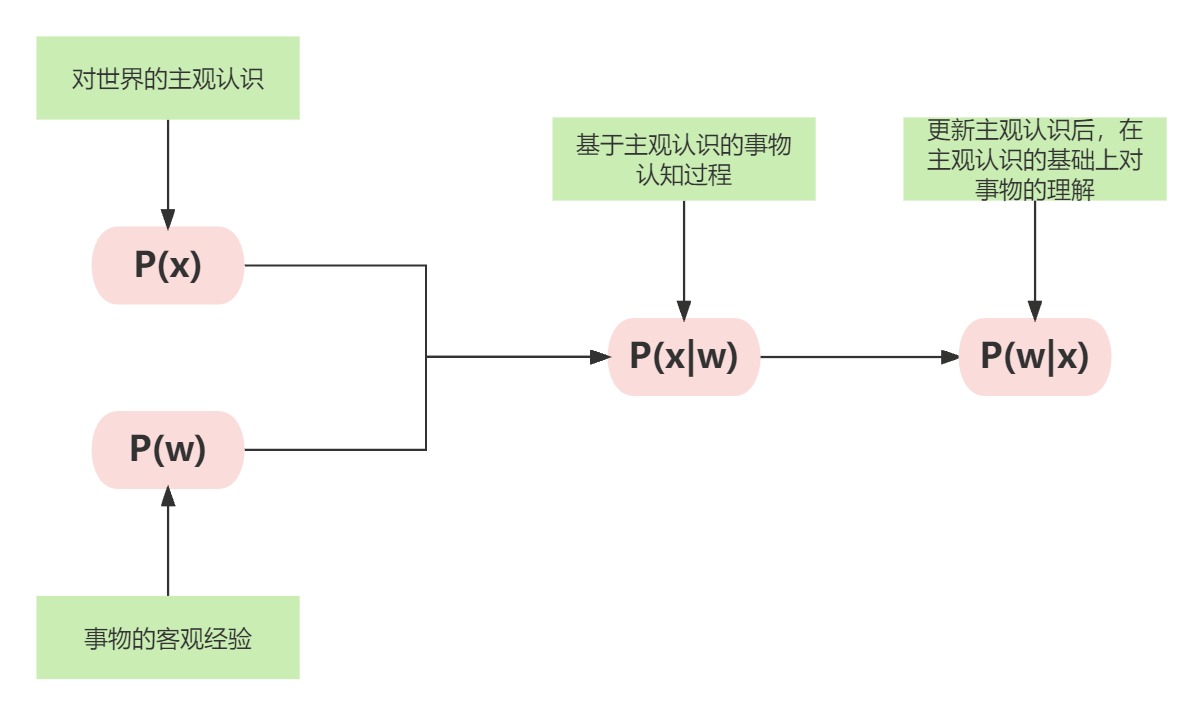 对世界的主观认识
基于主观认识的事物
认知过程
更新主观认识后，在
主观认识的基础上对
事物的理解
P(x)
P(x|w)
P(w|x)
P(w)
事物的客观经验